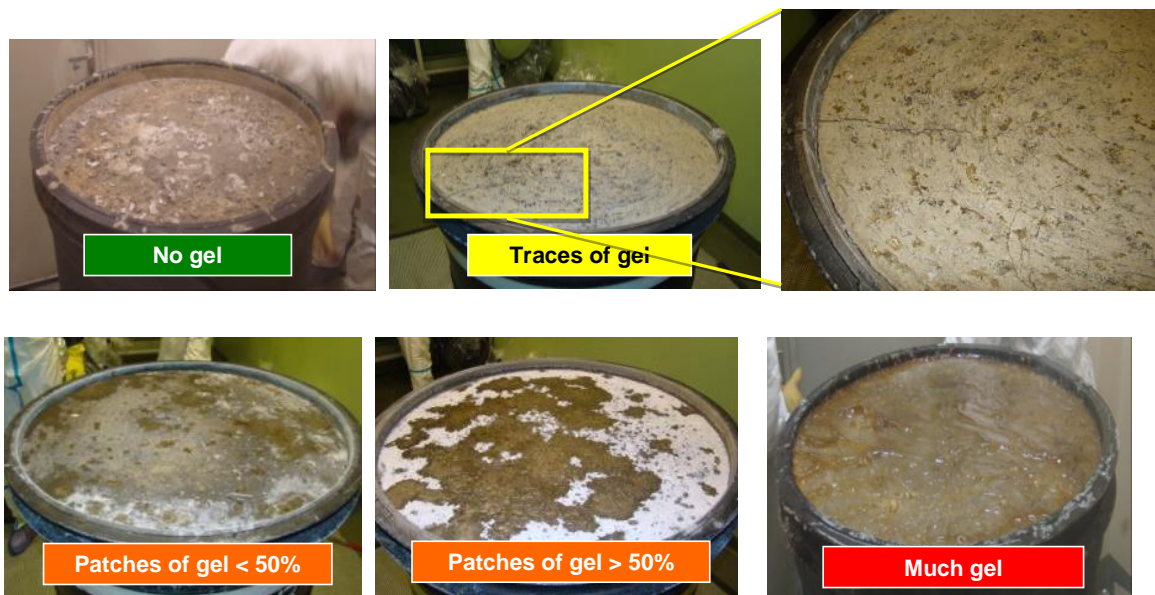 No gel
Traces of gel
Patches of gel < 50%
Patches of gel > 50%
Much gel